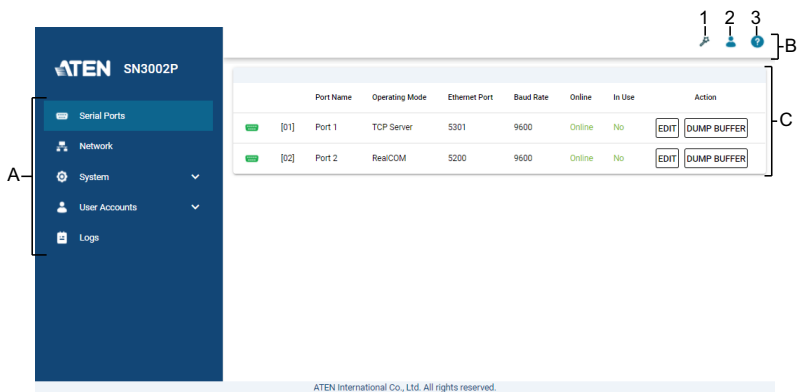 1 2 3
B
ATEN SN3002P
Port Name Operating Mode Ethernet Port Baud Rate Online In Use Action
C
A
Serial Ports
Network
System
User Accounts
Logs
[01] Port 1 TCP Server 5301 9600 Online No EDIT DUMP BUFFER
[02] Port 2 RealCOM 5200 9600 Online No EDIT DUMP BUFFER
ATEN International Co., Ltd. All rights reserved.